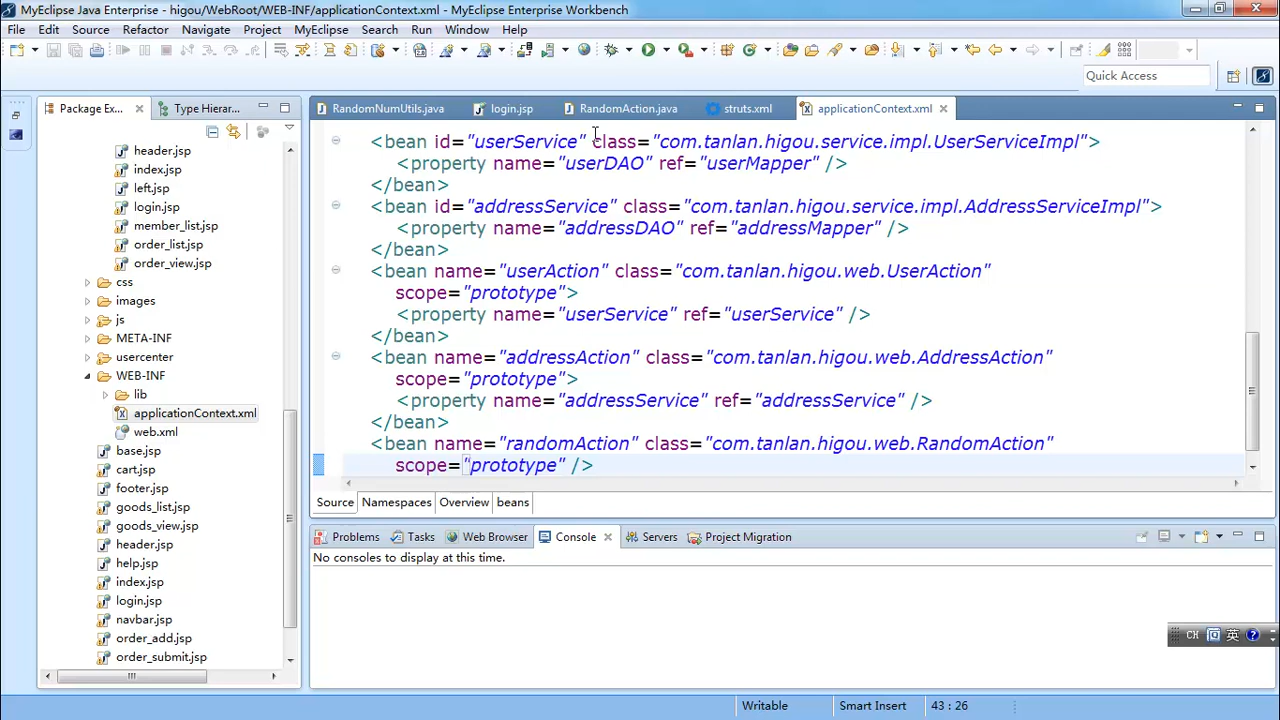 MyEclipse Java Enterprise - higou/WebRoot/WEB-INF/applicationContext.xml - MyEclipse Enterprise Workbench
File Edit Source Refactor Navigate Project MyEclipse Search Run Window Help
Quick Access
Package Ex... Type Hierar...
RandomNumUtils.java login.jsp RandomAction.java struts.xml applicationContext.xml
header.jsp
index.jsp
left.jsp
login.jsp
member_list.jsp
order_list.jsp
order_view.jsp
css
images
js
META-INF
usercenter
WEB-INF
lib
applicationContext.xml
web.xml
base.jsp
cart.jsp
footer.jsp
goods_list.jsp
goods_view.jsp
header.jsp
help.jsp
index.jsp
login.jsp
navbar.jsp
order_add.jsp
order_submit.jsp
<bean id="userService" class="com.tanlan.higou.service.impl.UserServiceImpl">
<property name="userDAO" ref="userMapper" />
</bean>
<bean id="addressService" class="com.tanlan.higou.service.impl.AddressServiceImpl">
<property name="addressDAO" ref="addressMapper" />
</bean>
<bean name="userAction" class="com.tanlan.higou.web.UserAction"
scope="prototype">
<property name="userService" ref="userService" />
</bean>
<bean name="addressAction" class="com.tanlan.higou.web.AddressAction"
scope="prototype">
<property name="addressService" ref="addressService" />
</bean>
<bean name="randomAction" class="com.tanlan.higou.web.RandomAction"
scope="prototype" />
Source Namespaces Overview beans
Problems Tasks Web Browser Console Servers Project Migration
No consoles to display at this time.
CH 英
Writable Smart Insert 43 : 26